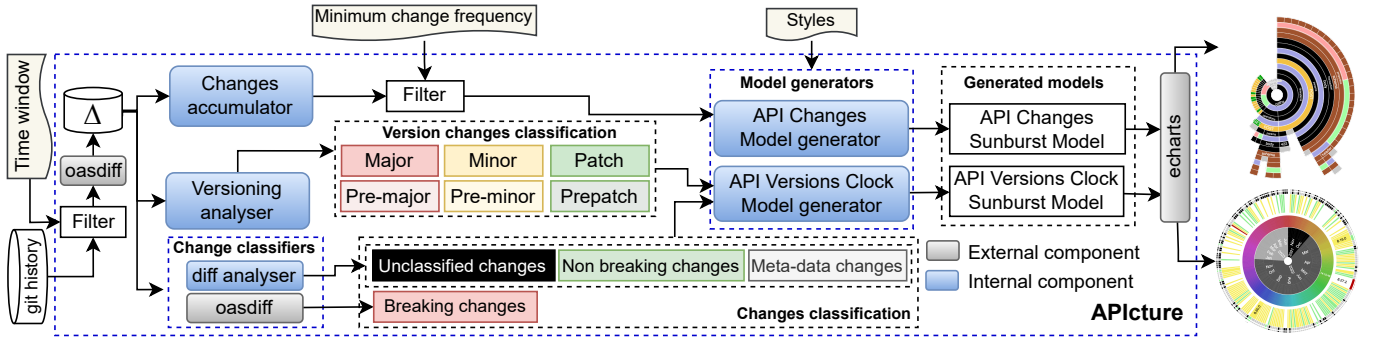 Minimum change frequency
Styles
Time window
Δ
oasdiff
Filter
git history
Changes
accumulator
Filter
Versioning
analyser
Version changes classification
Major
Minor
Patch
Pre-major
Pre-minor
Prepatch
Change classifiers
diff analyser
oasdiff
Unclassified changes
Non breaking changes
Meta-data changes
Breaking changes
Changes classification
Model generators
API Changes
Model generator
API Versions Clock
Model generator
Generated models
API Changes
Sunburst Model
API Versions Clock
Sunburst Model
echarts
External component
Internal component
APIcture